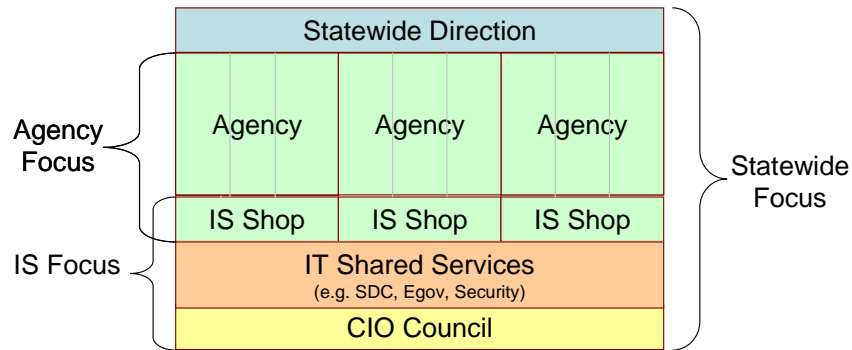 Statewide Direction
Agency
Focus
Agency Agency Agency
Statewide
Focus
IS Shop IS Shop IS Shop
IS Focus
IT Shared Services
(e.g. SDC, Egov, Security)
CIO Council